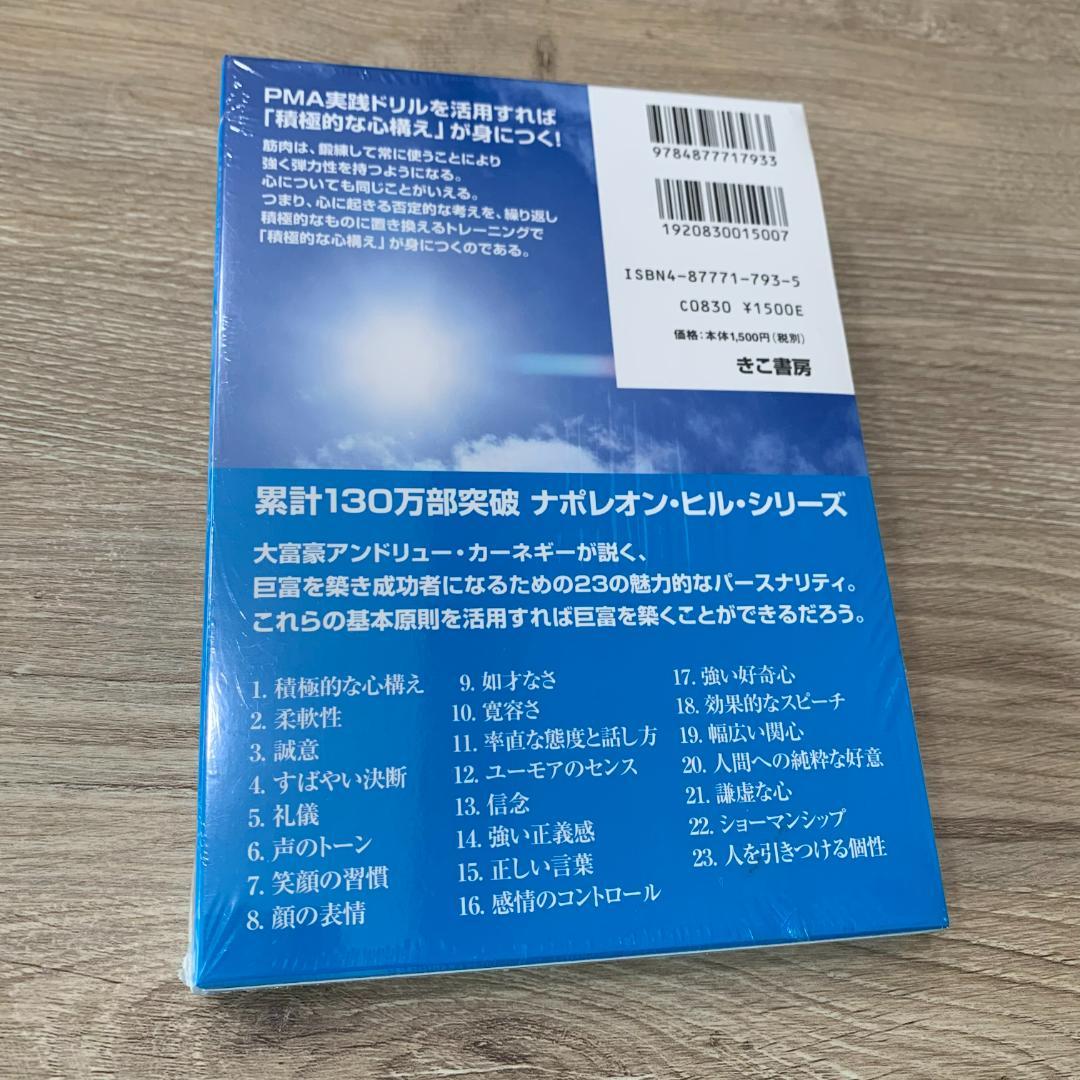 PMA実践ドリルを活用すれば
「積極的な心構え」が身につく!
筋肉は、鍛練して常に使うことにより
強く弾力性を持つようになる。
心についても同じことがいえる。
つまり、心に起きる否定的な考えを、繰り返し
積極的なものに置き換えるトレーニングで
「積極的な心構え」が身につくのである。
9784877717933
1920830015007
ISBN4-87771-793-5
C0830 ¥1500E
価格:本体1,500円(税別)
きこ書房
累計130万部突破 ナポレオン・ヒル・シリーズ
大富豪アンドリュー・カーネギーが説く、
巨富を築き成功者になるための23の魅力的なパースナリティ。
これらの基本原則を活用すれば巨富を築くことができるだろう。
1. 積極的な心構え
2. 柔軟性
3. 誠意
4. すばやい決断
5. 礼儀
6. 声のトーン
7. 笑顔の習慣
8. 顔の表情
9. 如才なさ
10. 寛容さ
11. 率直な態度と話し方
12. ユーモアのセンス
13. 信念
14. 強い正義感
15. 正しい言葉
16. 感情のコントロール
17. 強い好奇心
18. 効果的なスピーチ
19. 幅広い関心
20. 人間への純粋な好意
21. 謙虚な心
22. ショーマンシップ
23. 人を引きつける個性